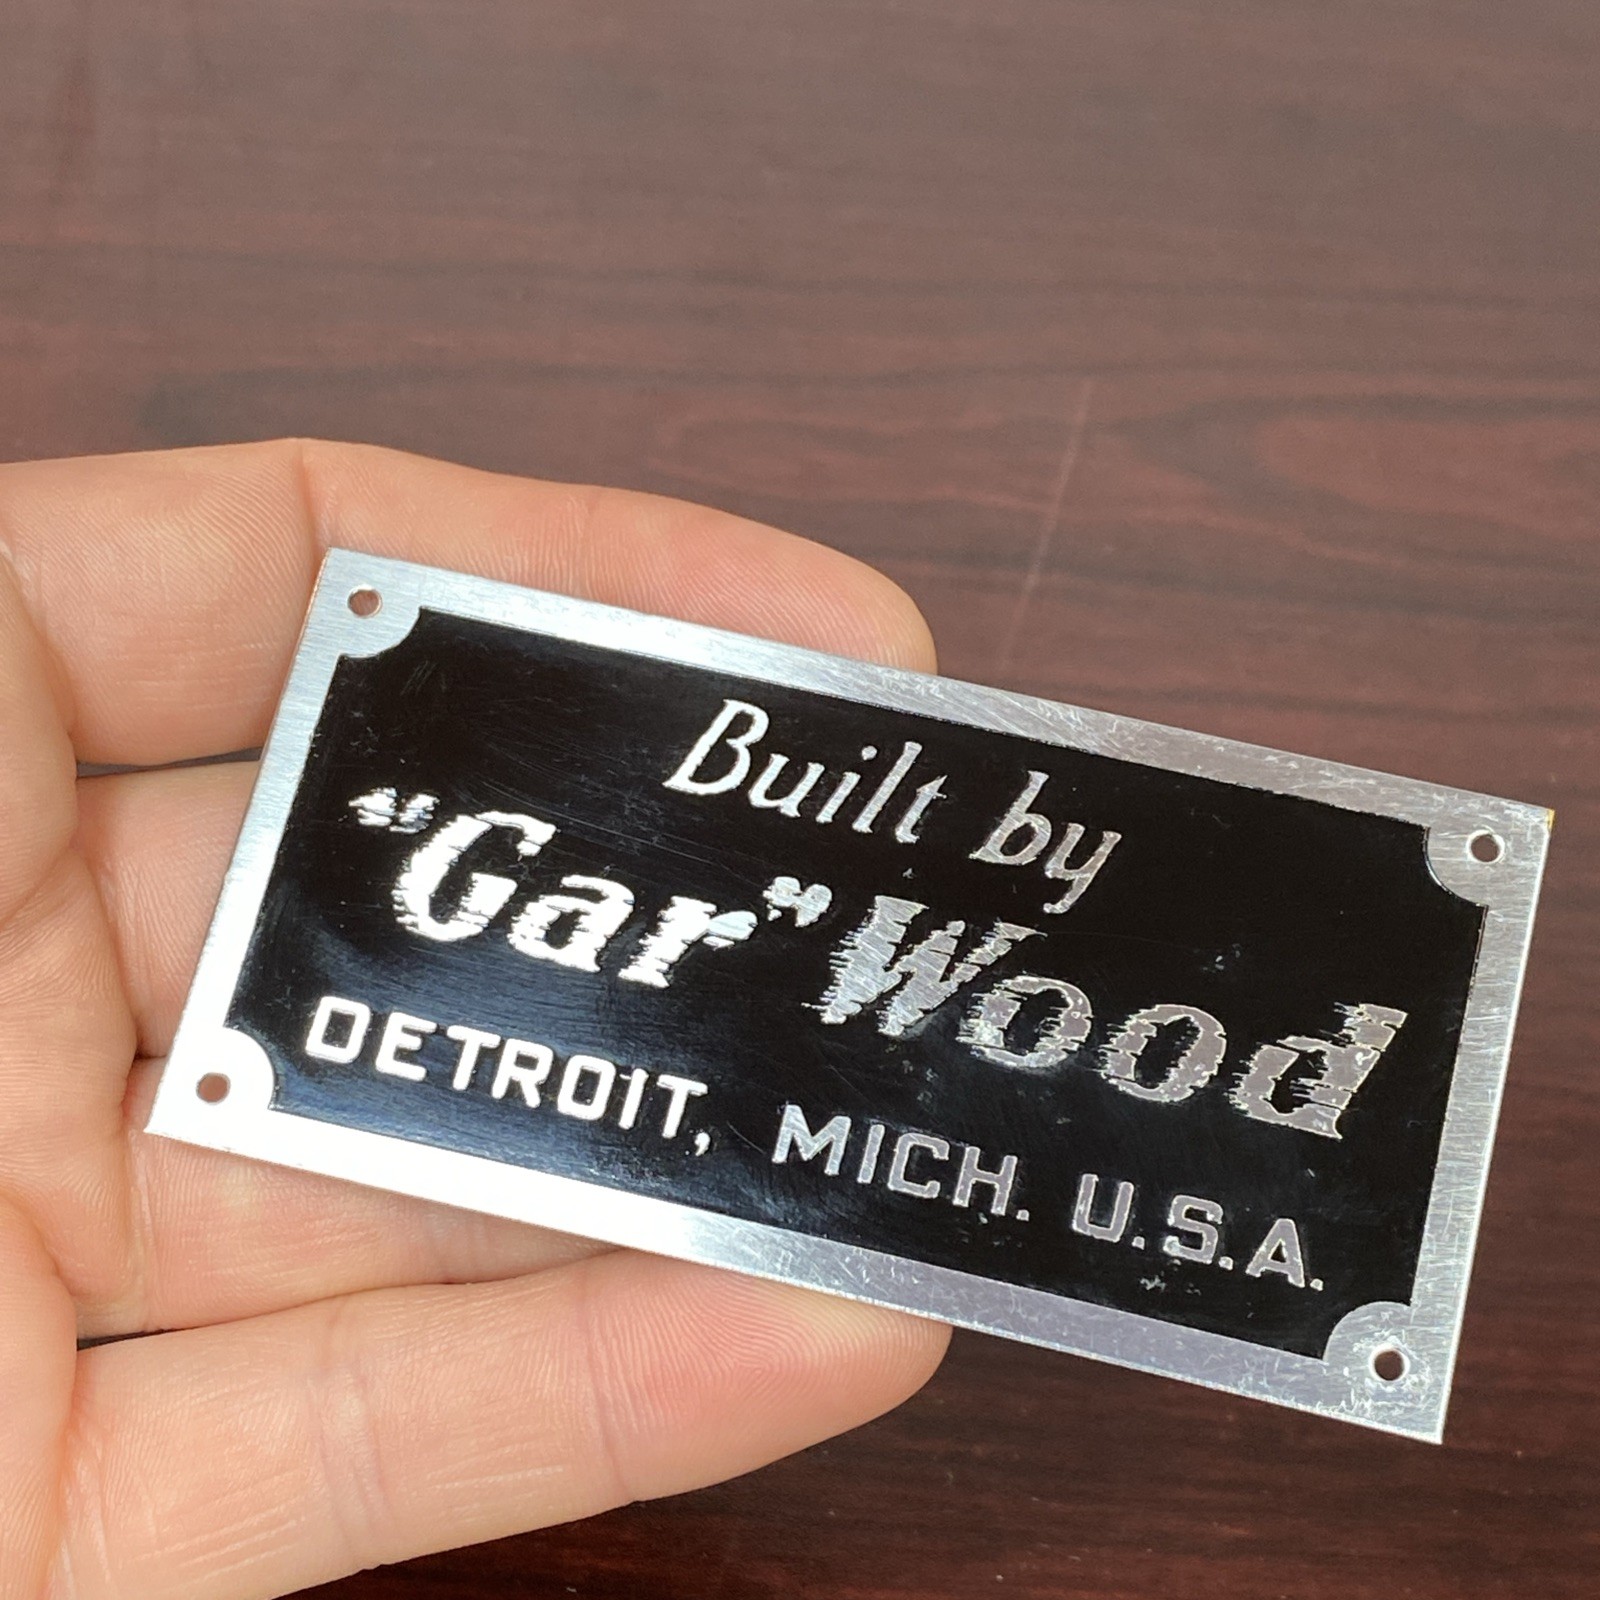 Built by
"Gar" Wood
DETROIT, MICH. U.S.A.